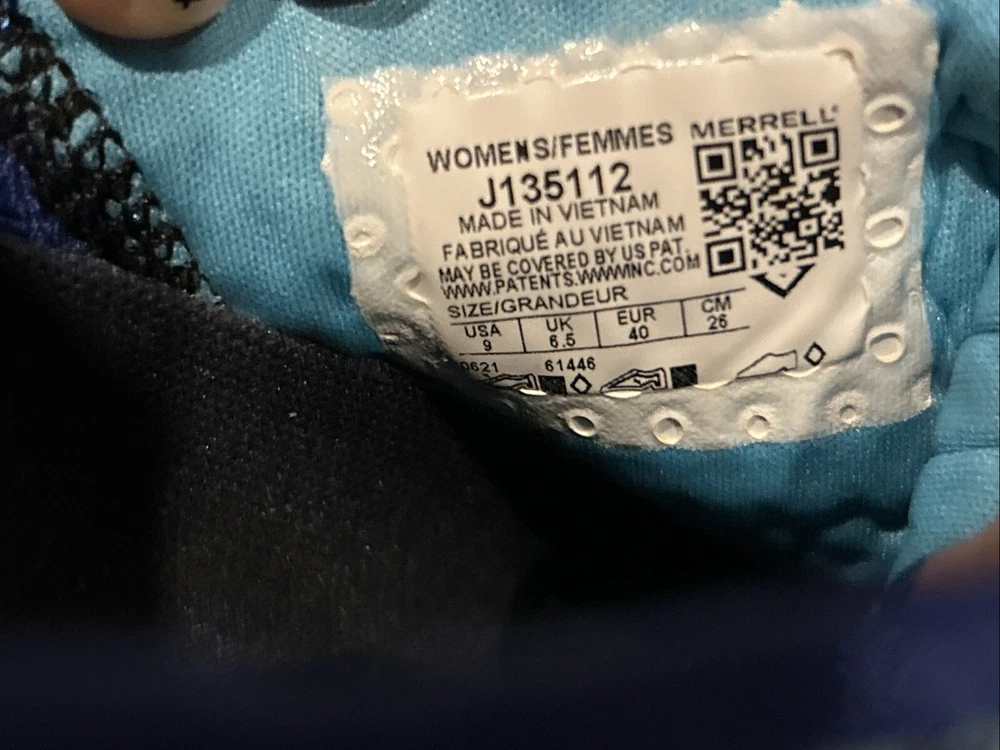 MERRELL
WOMENS/FEMMES
J135112
MADE IN VIETNAM
FABRIQUÉ AU VIETNAM
MAY BE COVERED BY US PAT.
WWW.PATENTS.WWWINC.COM
SIZE/GRANDEUR
USA UK EUR CM
9 6.5 40 26
0621 61446